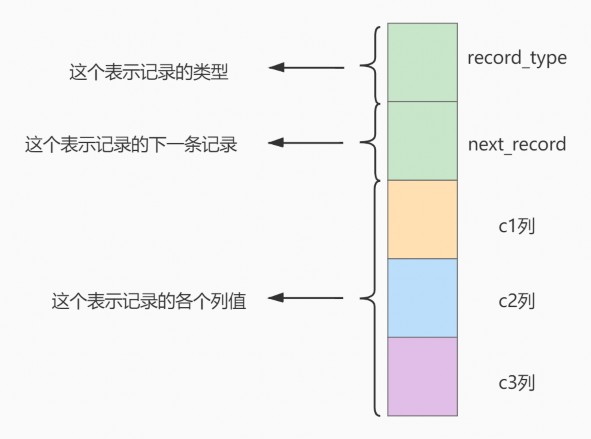 record_type
这个表示记录的类型
这个表示记录的下一条记录
next_record
c1列
这个表示记录的各个列值
c2列
c3列